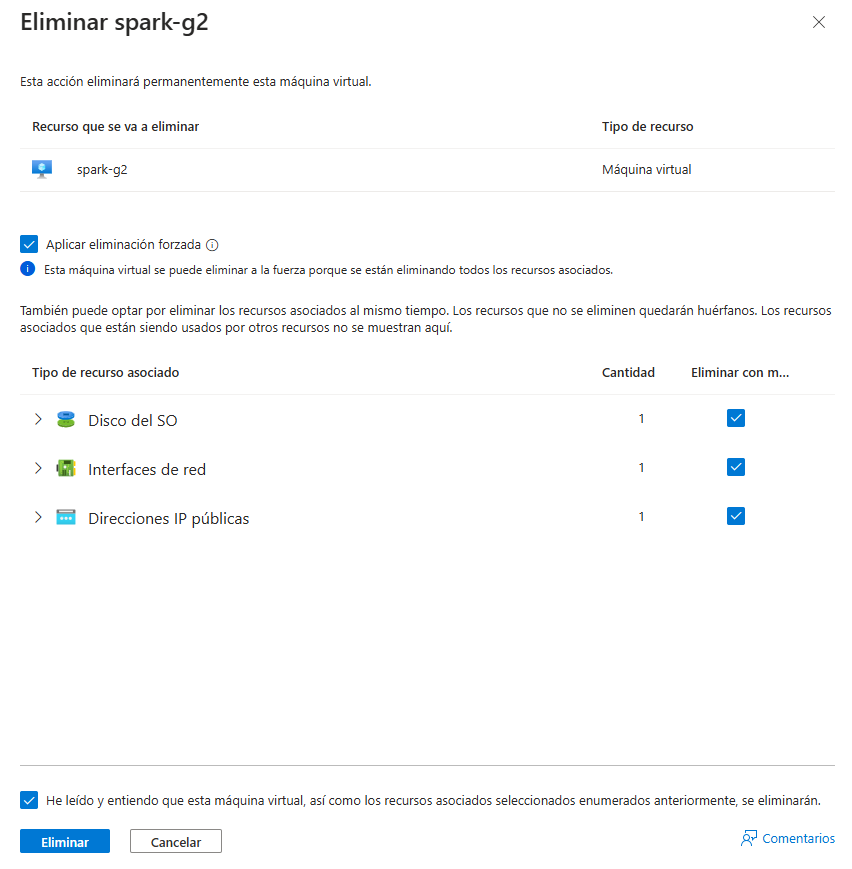 Eliminar spark-g2
Esta acción eliminará permanentemente esta máquina virtual.
Recurso que se va a eliminar Tipo de recurso
spark-g2 Máquina virtual
Aplicar eliminación forzada
Esta máquina virtual se puede eliminar a la fuerza porque se están eliminando todos los recursos asociados.
También puede optar por eliminar los recursos asociados al mismo tiempo. Los recursos que no se eliminen quedarán huérfanos. Los recursos
asociados que están siendo usados por otros recursos no se muestran aquí.
Tipo de recurso asociado Cantidad Eliminar con m...
Disco del SO 1
Interfaces de red 1
Direcciones IP públicas 1
He leído y entiendo que esta máquina virtual, así como los recursos asociados seleccionados enumerados anteriormente, se eliminarán.
Eliminar Cancelar Comentarios